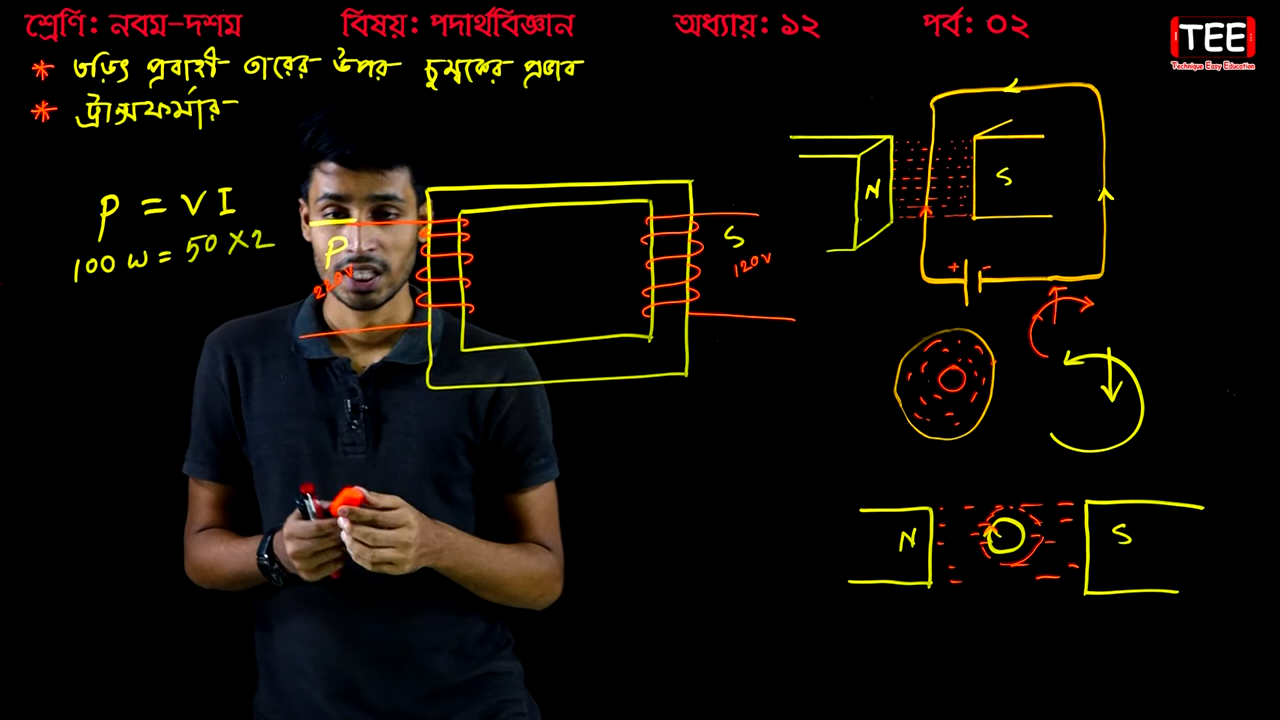 শ্রেণি: নবম-দশম বিষয়: পদার্থবিজ্ঞান অধ্যায়: ১২ পর্ব: ০২
TEE
Technique Easy Education
* তড়িৎ প্রবাহী তারের উপর চুম্বকের প্রভাব
* ট্রান্সফর্মার
P = VI
100 W = 50 X 2
P
220V
S
120V
N
S
+ -
N
S